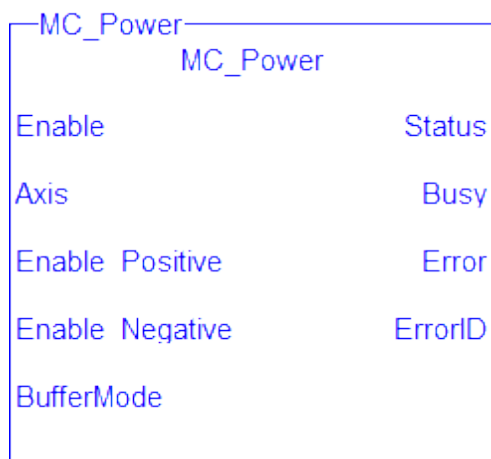 MC_Power
MC_Power
Enable Status
Axis Busy
Enable Positive Error
Enable Negative ErrorID
BufferMode